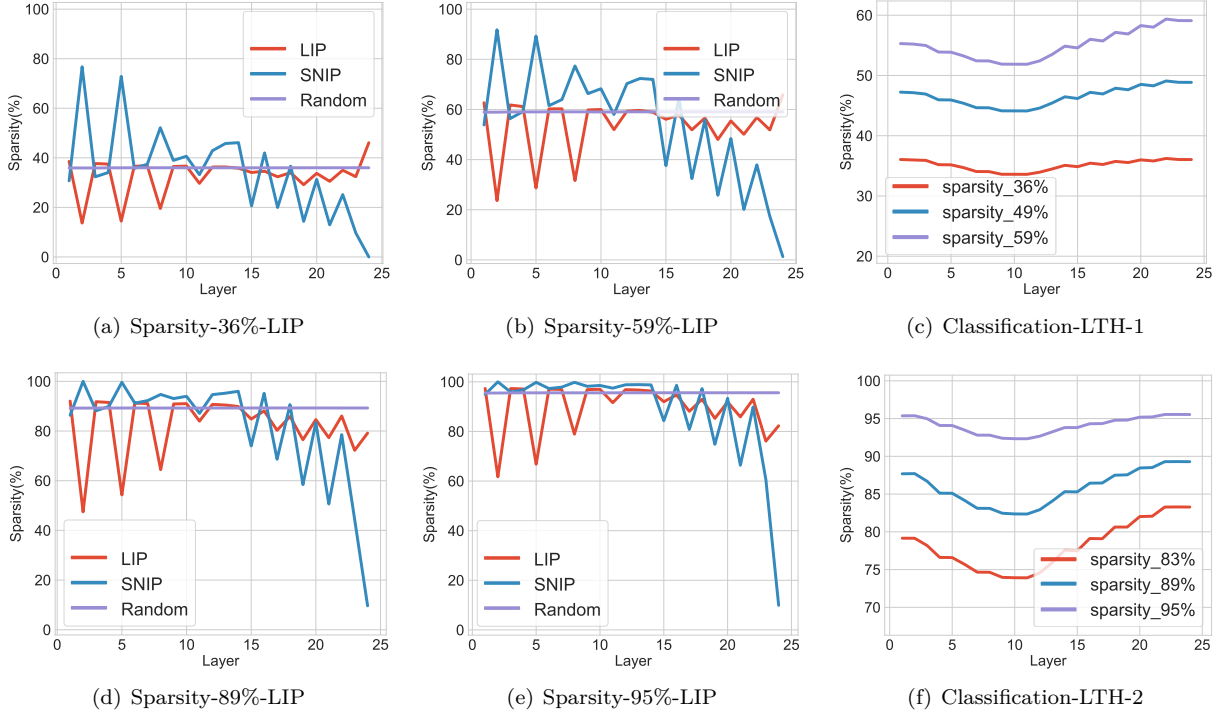 100
80
60
40
20
0
Sparsity(%)
0 5 10 15 20 25
Layer
LIP
SNIP
Random
(a) Sparsity-36%-LIP
100
80
60
40
20
0
Sparsity(%)
0 5 10 15 20 25
Layer
LIP
SNIP
Random
(b) Sparsity-59%-LIP
60
50
40
30
20
Sparsity(%)
0 5 10 15 20 25
Layer
sparsity_36%
sparsity_49%
sparsity_59%
(c) Classification-LTH-1
100
80
60
40
20
0
Sparsity(%)
0 5 10 15 20 25
Layer
LIP
SNIP
Random
(d) Sparsity-89%-LIP
100
80
60
40
20
0
Sparsity(%)
0 5 10 15 20 25
Layer
LIP
SNIP
Random
(e) Sparsity-95%-LIP
100
95
90
85
80
75
70
Sparsity(%)
0 5 10 15 20 25
Layer
sparsity_83%
sparsity_89%
sparsity_95%
(f) Classification-LTH-2